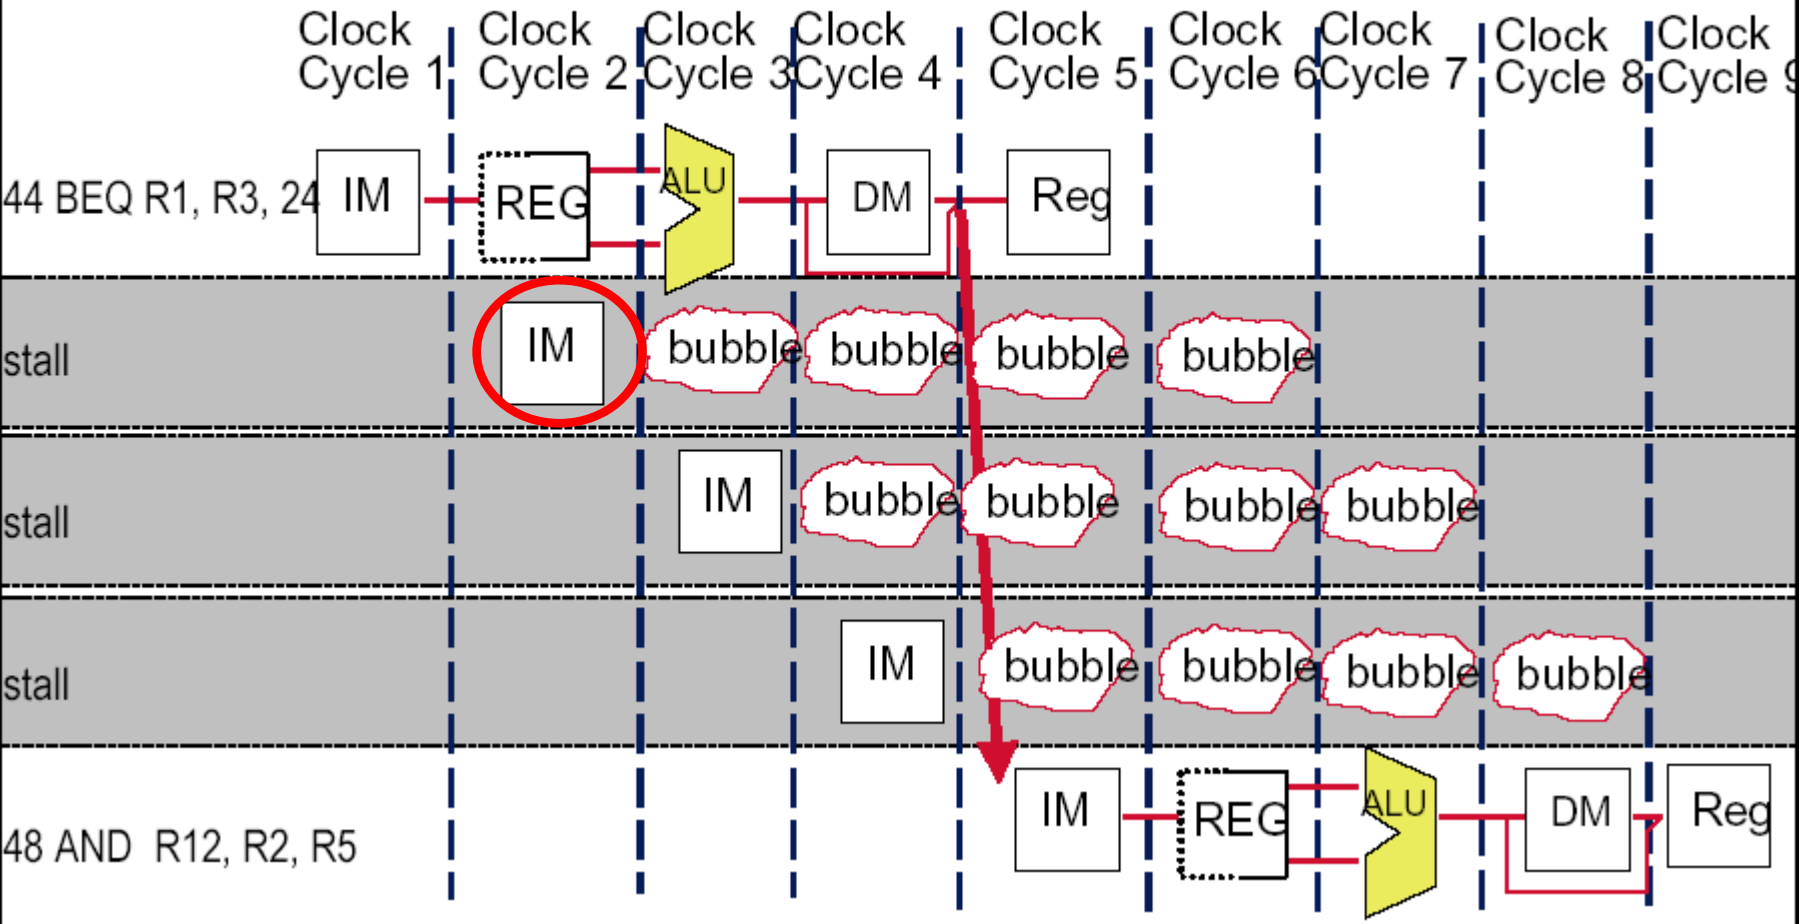 Clock Cycle 1
Clock Cycle 2
Clock Cycle 3
Clock Cycle 4
Clock Cycle 5
Clock Cycle 6
Clock Cycle 7
Clock Cycle 8
Clock Cycle 9
44 BEQ R1, R3, 24 IM REG ALU DM Reg
stall IM bubble bubble bubble bubble
stall IM bubble bubble bubble bubble
stall IM bubble bubble bubble bubble
48 AND R12, R2, R5 IM REG ALU DM Reg